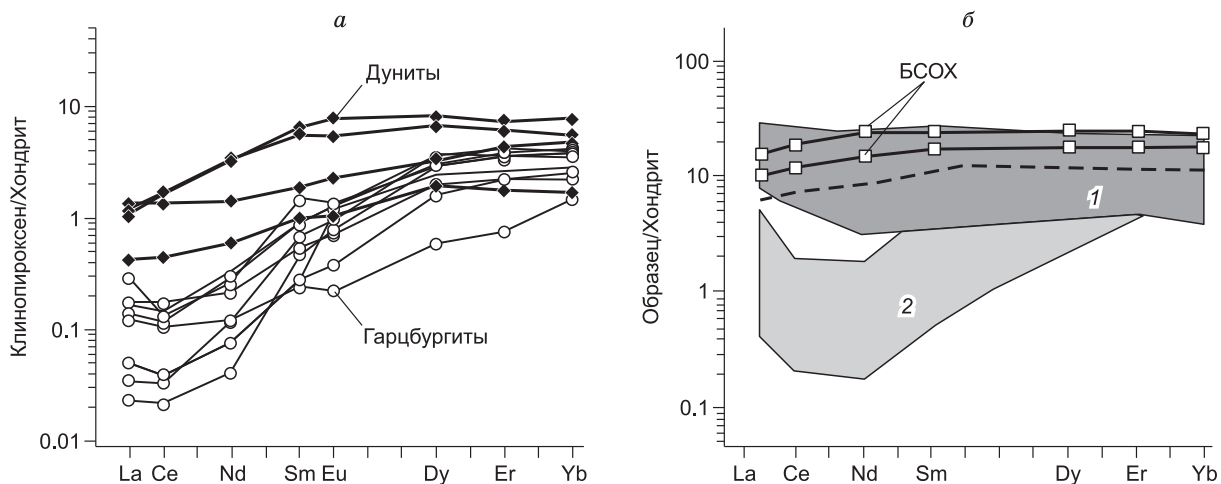 а
Клинопироксен/Хондрит
10
1
0.1
0.01
Дуниты
Гарцбургиты
La Ce Nd Sm Eu Dy Er Yb
б
Образец/Хондрит
100
10
1
0.1
БСОХ
1
2
La Ce Nd Sm Dy Er Yb